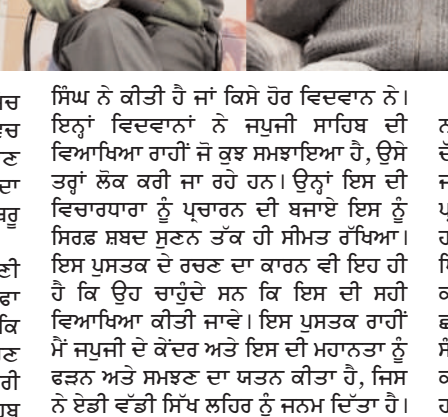 ਸਿੰਘ ਨੇ ਕੀਤੀ ਹੈ ਜਾਂ ਕਿਸੇ ਹੋਰ ਵਿਦਵਾਨ ਨੇ।
ਇਨ੍ਹਾਂ ਵਿਦਵਾਨਾਂ ਨੇ ਜਪੁਜੀ ਸਾਹਿਬ ਦੀ
ਵਿਆਖਿਆ ਰਾਹੀਂ ਜੋ ਕੁਝ ਸਮਝਾਇਆ ਹੈ, ਉਸੇ
ਤਰ੍ਹਾਂ ਲੋਕ ਕਰੀ ਜਾ ਰਹੇ ਹਨ। ਉਨ੍ਹਾਂ ਇਸ ਦੀ
ਵਿਚਾਰਧਾਰਾ ਨੂੰ ਪ੍ਰਚਾਰਨ ਦੀ ਬਜਾਏ ਇਸ ਨੂੰ
ਸਿਰਫ਼ ਸ਼ਬਦ ਸੁਣਨ ਤੱਕ ਹੀ ਸੀਮਤ ਰੱਖਿਆ।
ਇਸ ਪੁਸਤਕ ਦੇ ਰਚਣ ਦਾ ਕਾਰਨ ਵੀ ਇਹ ਹੀ
ਹੈ ਕਿ ਉਹ ਚਾਹੁੰਦੇ ਸਨ ਕਿ ਇਸ ਦੀ ਸਹੀ
ਵਿਆਖਿਆ ਕੀਤੀ ਜਾਵੇ। ਇਸ ਪੁਸਤਕ ਰਾਹੀਂ
ਮੈਂ ਜਪੁਜੀ ਦੇ ਕੇਂਦਰ ਅਤੇ ਇਸ ਦੀ ਮਹਾਨਤਾ ਨੂੰ
ਫੜਨ ਅਤੇ ਸਮਝਣ ਦਾ ਯਤਨ ਕੀਤਾ ਹੈ, ਜਿਸ
ਨੇ ਏਡੀ ਵੱਡੀ ਸਿੱਖ ਲਹਿਰ ਨੂੰ ਜਨਮ ਦਿੱਤਾ ਹੈ।